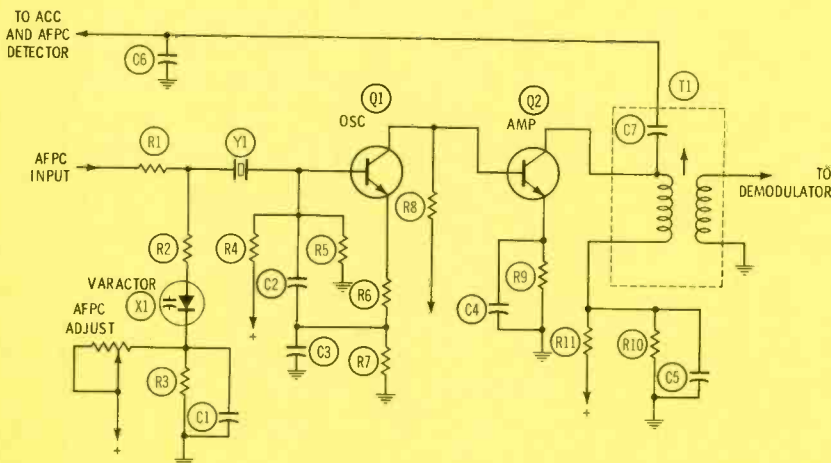 TO ACC
AND AFPC
DETECTOR
C6
Q1
OSC
Q2
AMP
T1
C7
R1
Y1
AFPC
INPUT
TO
DEMODULATOR
R8
R2
R4
R5
C2
R6
R9
VARACTOR
X1
AFPC
ADJUST
C4
C3
R7
R11
R10
C5
R3
C1
+
+
+
+